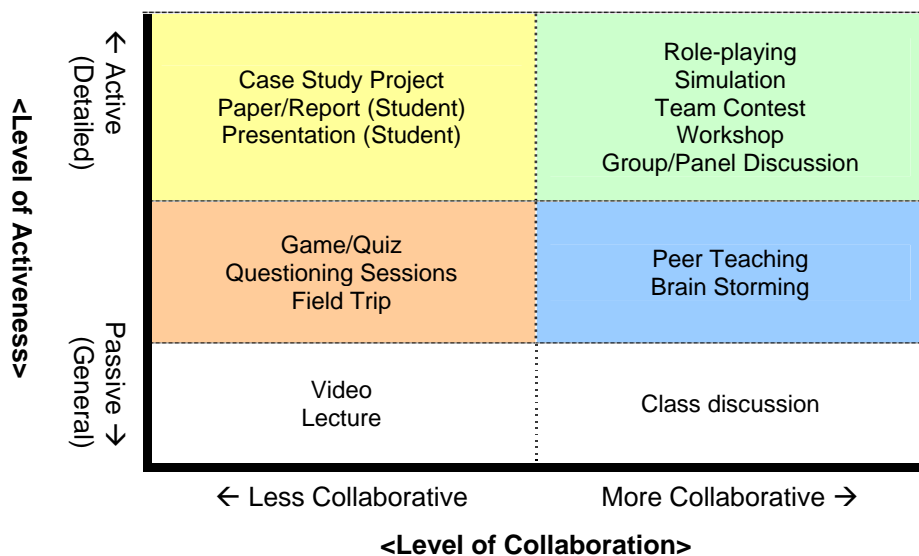 <Level of Activeness>
← Active
(Detailed)
Passive →
(General)
Case Study Project
Paper/Report (Student)
Presentation (Student)
Role-playing
Simulation
Team Contest
Workshop
Group/Panel Discussion
Game/Quiz
Questioning Sessions
Field Trip
Peer Teaching
Brain Storming
Video
Lecture
Class discussion
← Less Collaborative
More Collaborative →
<Level of Collaboration>